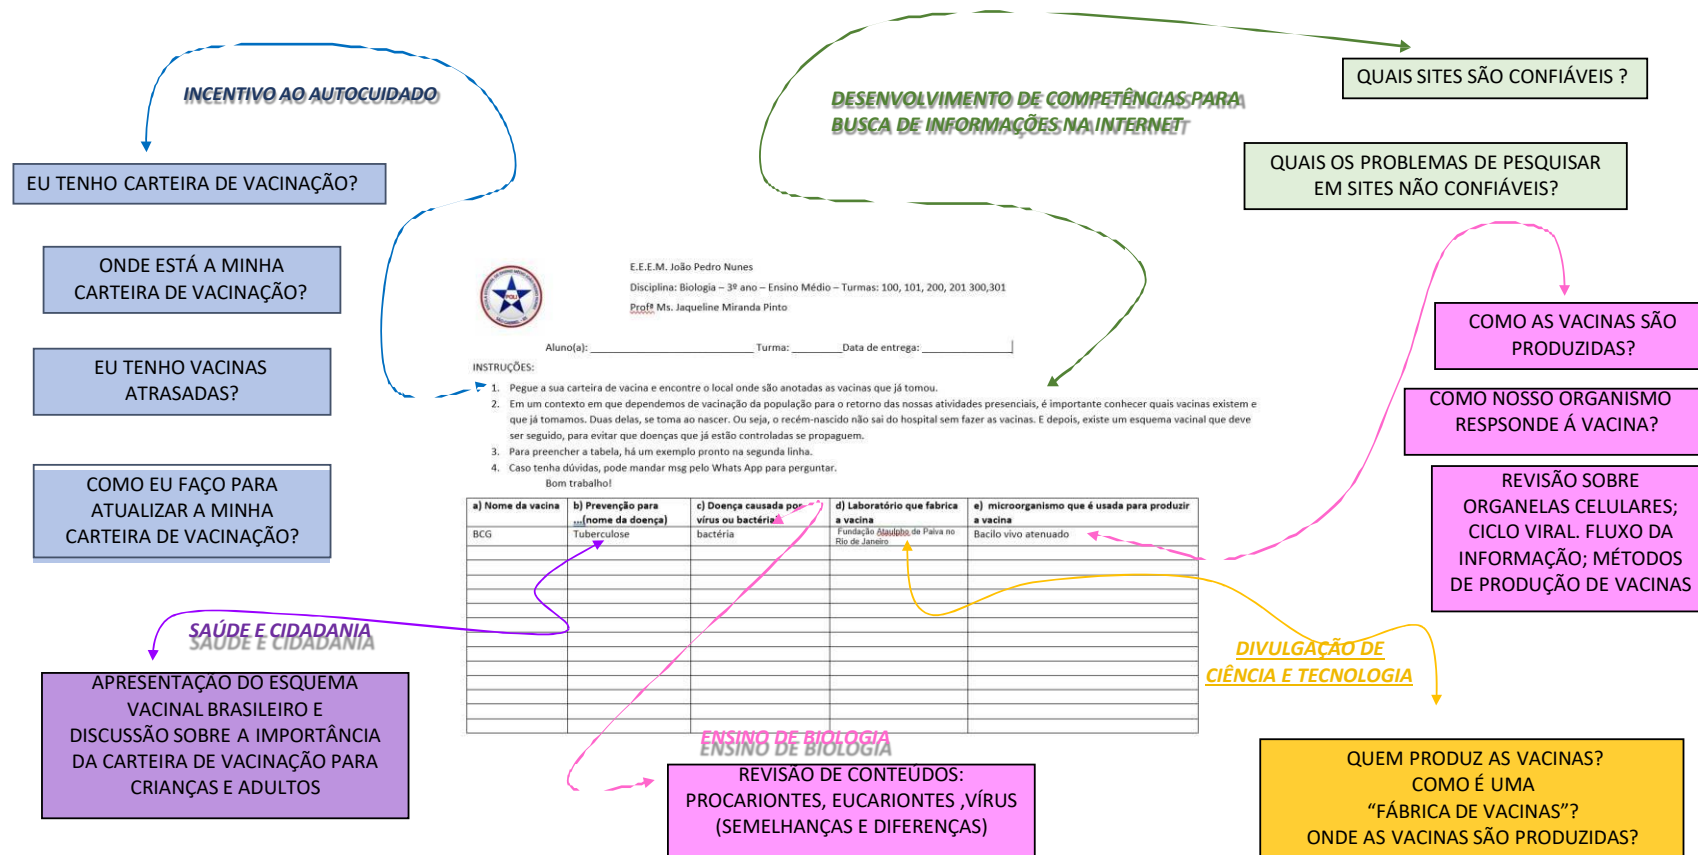 INCENTIVO AO AUTOCUIDADO
EU TENHO CARTEIRA DE VACINAÇÃO?
ONDE ESTÁ A MINHA
CARTEIRA DE VACINAÇÃO?
EU TENHO VACINAS
ATRASADAS?
COMO EU FAÇO PARA
ATUALIZAR A MINHA
CARTEIRA DE VACINAÇÃO?
DESENVOLVIMENTO DE COMPETÊNCIAS PARA
BUSCA DE INFORMAÇÕES NA INTERNET
QUAIS SITES SÃO CONFIÁVEIS ?
QUAIS OS PROBLEMAS DE PESQUISAR
EM SITES NÃO CONFIÁVEIS?
POLI
E.E.E.M. João Pedro Nunes
Disciplina: Biologia – 3º ano – Ensino Médio – Turmas: 100, 101, 200, 201 300,301
Profª Ms. Jaqueline Miranda Pinto
Aluno(a): ____________________________ Turma: _________Data de entrega: ________________
INSTRUÇÕES:
1. Pegue a sua carteira de vacina e encontre o local onde são anotadas as vacinas que já tomou.
2. Em um contexto em que dependemos de vacinação da população para o retorno das nossas atividades presenciais, é importante conhecer quais vacinas existem e
que já tomamos. Duas delas, se toma ao nascer. Ou seja, o recém-nascido não sai do hospital sem fazer as vacinas. E depois, existe um esquema vacinal que deve
ser seguido, para evitar que doenças que já estão controladas se propaguem.
3. Para preencher a tabela, há um exemplo pronto na segunda linha.
4. Caso tenha dúvidas, pode mandar msg pelo Whats App para perguntar.
Bom trabalho!
a) Nome da vacina
b) Prevenção para
...(nome da doença)
c) Doença causada por
vírus ou bactéria
d) Laboratório que fabrica
a vacina
e) microorganismo que é usada para produzir
a vacina
BCG
Tuberculose
bactéria
Fundação Ataulpho de Paiva no
Rio de Janeiro
Bacilo vivo atenuado
COMO AS VACINAS SÃO
PRODUZIDAS?
COMO NOSSO ORGANISMO
RESPSONDE Á VACINA?
REVISÃO SOBRE
ORGANELAS CELULARES;
CICLO VIRAL. FLUXO DA
INFORMAÇÃO; MÉTODOS
DE PRODUÇÃO DE VACINAS
SAÚDE E CIDADANIA
APRESENTAÇÃO DO ESQUEMA
VACINAL BRASILEIRO E
DISCUSSÃO SOBRE A IMPORTÂNCIA
DA CARTEIRA DE VACINAÇÃO PARA
CRIANÇAS E ADULTOS
ENSINO DE BIOLOGIA
REVISÃO DE CONTEÚDOS:
PROCARIONTES, EUCARIONTES ,VÍRUS
(SEMELHANÇAS E DIFERENÇAS)
DIVULGAÇÃO DE
CIÊNCIA E TECNOLOGIA
QUEM PRODUZ AS VACINAS?
COMO É UMA
“FÁBRICA DE VACINAS”?
ONDE AS VACINAS SÃO PRODUZIDAS?